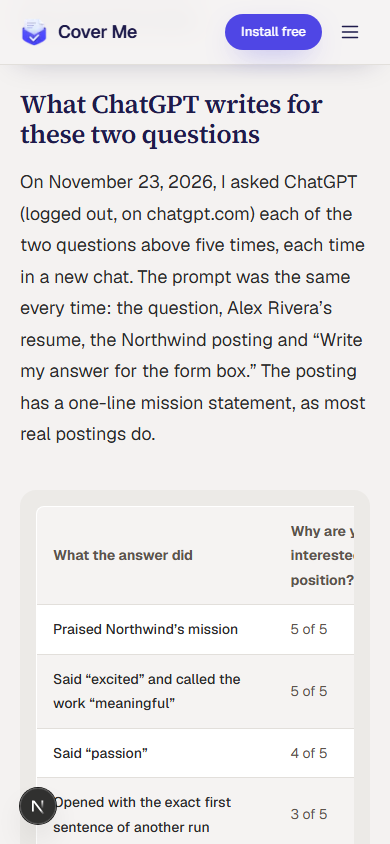 Cover Me
Install free
What ChatGPT writes for
these two questions
On November 23, 2026, I asked ChatGPT
(logged out, on chatgpt.com) each of the
two questions above five times, each time
in a new chat. The prompt was the same
every time: the question, Alex Rivera’s
resume, the Northwind posting and “Write
my answer for the form box.” The posting
has a one-line mission statement, as most
real postings do.
What the answer did
Why are
position?
Praised Northwind’s mission
5 of 5
Said “excited” and called the
work “meaningful”
5 of 5
Said “passion”
4 of 5
Opened with the exact first
sentence of another run
3 of 5
N